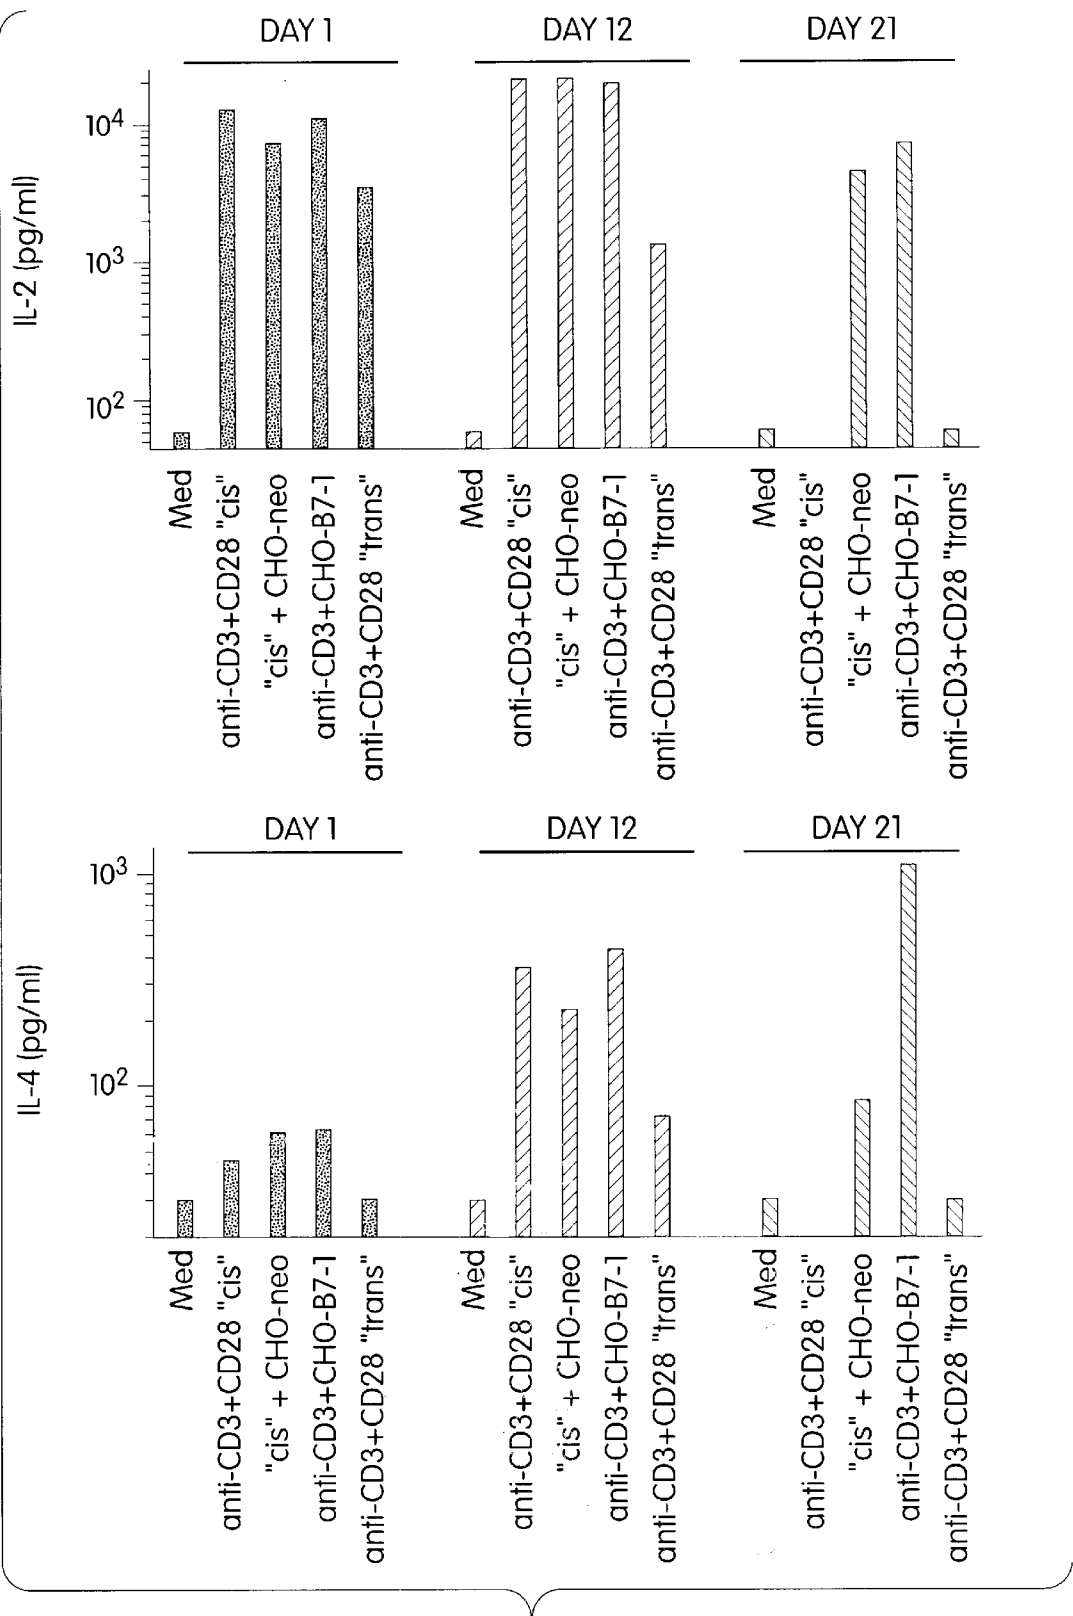 DAY 1 DAY 12 DAY 21
IL-2 (pg/ml)
10⁴
10³
10²
Med
anti-CD3+CD28 "cis"
"cis" + CHO-neo
anti-CD3+CHO-B7-1
anti-CD3+CD28 "trans"
Med
anti-CD3+CD28 "cis"
"cis" + CHO-neo
anti-CD3+CHO-B7-1
anti-CD3+CD28 "trans"
Med
anti-CD3+CD28 "cis"
"cis" + CHO-neo
anti-CD3+CHO-B7-1
anti-CD3+CD28 "trans"
DAY 1 DAY 12 DAY 21
IL-4 (pg/ml)
10³
10²
Med
anti-CD3+CD28 "cis"
"cis" + CHO-neo
anti-CD3+CHO-B7-1
anti-CD3+CD28 "trans"
Med
anti-CD3+CD28 "cis"
"cis" + CHO-neo
anti-CD3+CHO-B7-1
anti-CD3+CD28 "trans"
Med
anti-CD3+CD28 "cis"
"cis" + CHO-neo
anti-CD3+CHO-B7-1
anti-CD3+CD28 "trans"